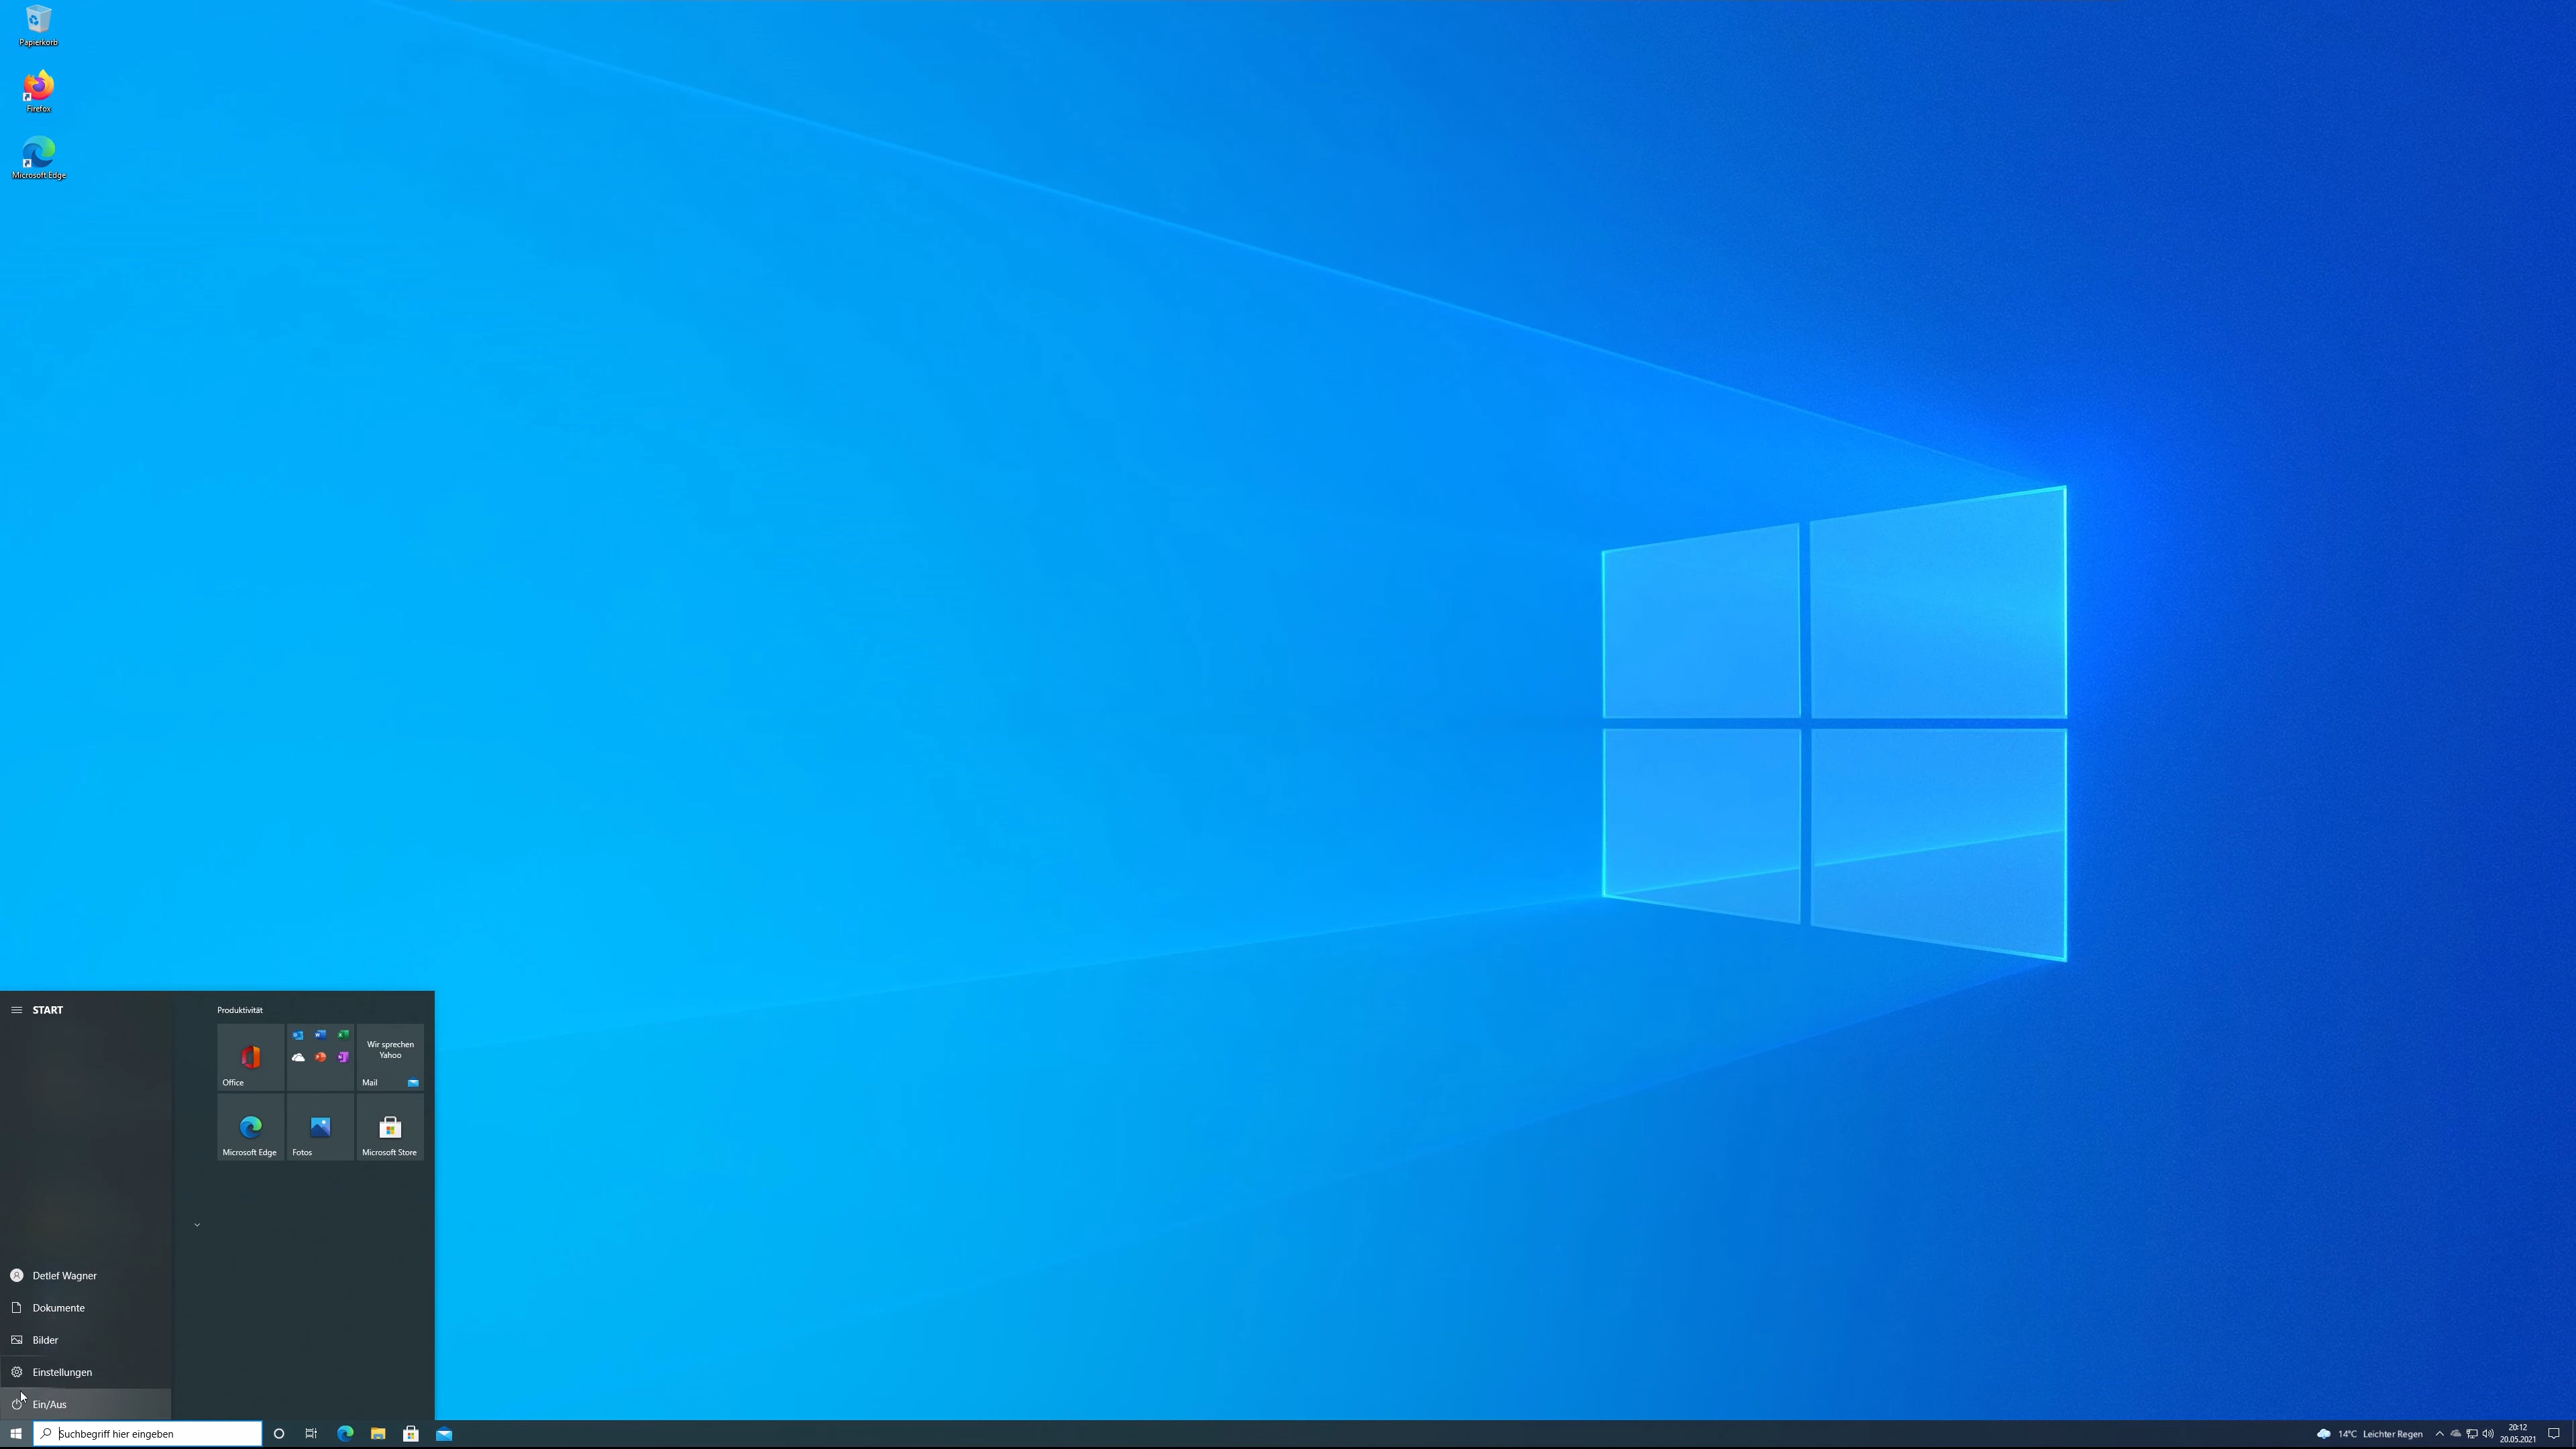 Papierkorb
Firefox
Microsoft Edge
START
Produktivität
Office
Wir sprechen
Yahoo
Mail
Microsoft Edge
Fotos
Microsoft Store
Detlef Wagner
Dokumente
Bilder
Einstellungen
Ein/Aus
Suchbegriff hier eingeben
14°C Leichter Regen
20:12
20.05.2021